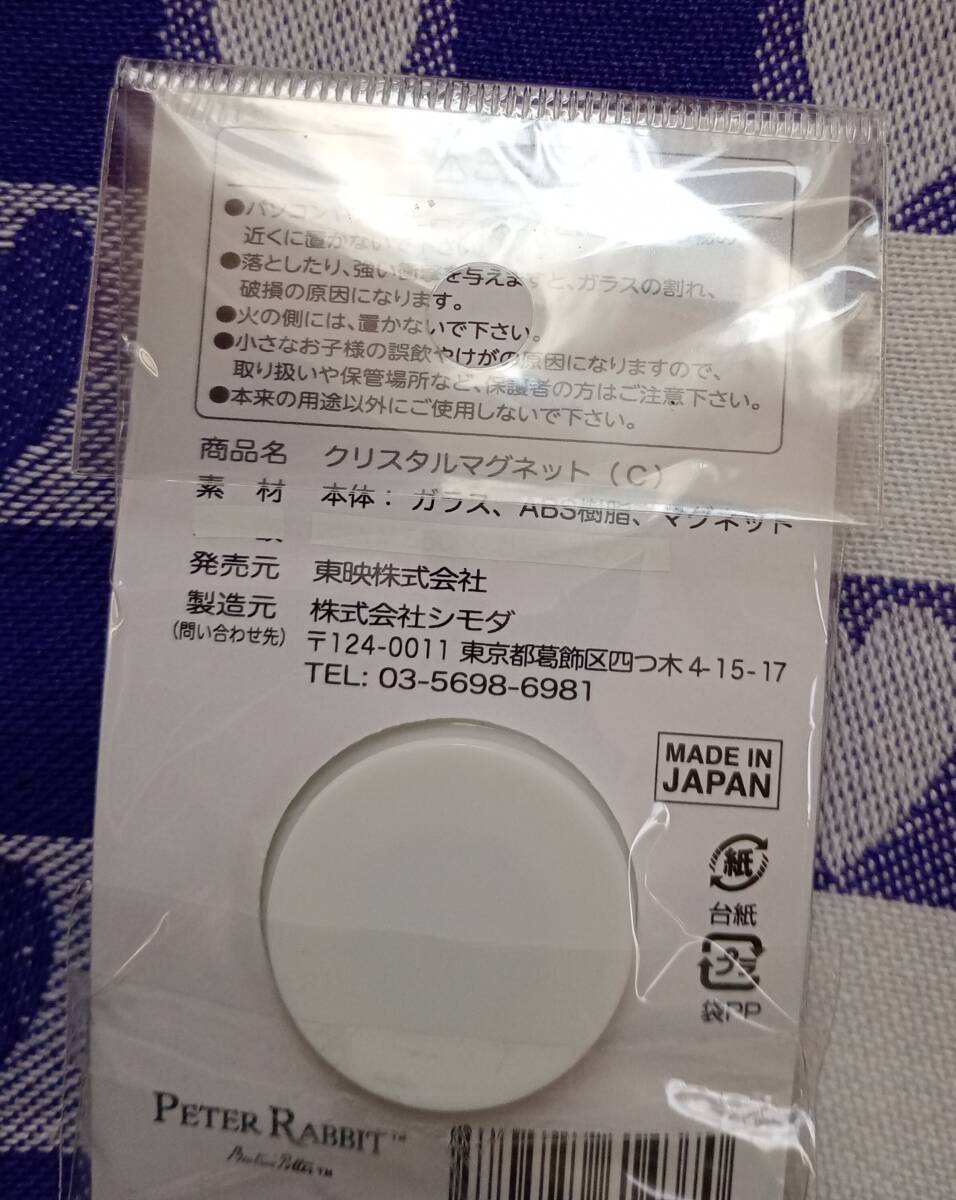 ●パソコン
近くに置かないで下さい
●落としたり、強い衝撃を与えますと、ガラスの割れ、
破損の原因になります。
●火の側には、置かないで下さい。
●小さなお子様の誤飲やけがの原因になりますので、
取り扱いや保管場所など、保護者の方はご注意下さい。
●本来の用途以外にご使用しないで下さい。
商品名 クリスタルマグネット（C）
素 材 本体： ガラス、ABS樹脂、マグネット
発売元 東映株式会社
製造元 株式会社シモダ
(問い合わせ先) 〒124-0011 東京都葛飾区四つ木 4-15-17
TEL: 03-5698-6981
MADE IN
JAPAN
紙
台紙
プラ
袋PP
PETER RABBIT™
Beatrix Potter™